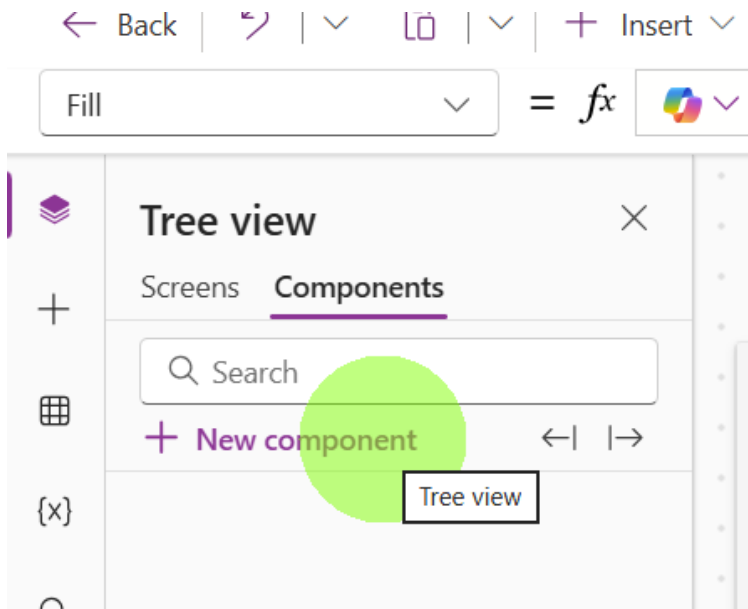 Back
Insert
Fill
= fx
Tree view
Screens Components
Search
+ New component
Tree view
{x}